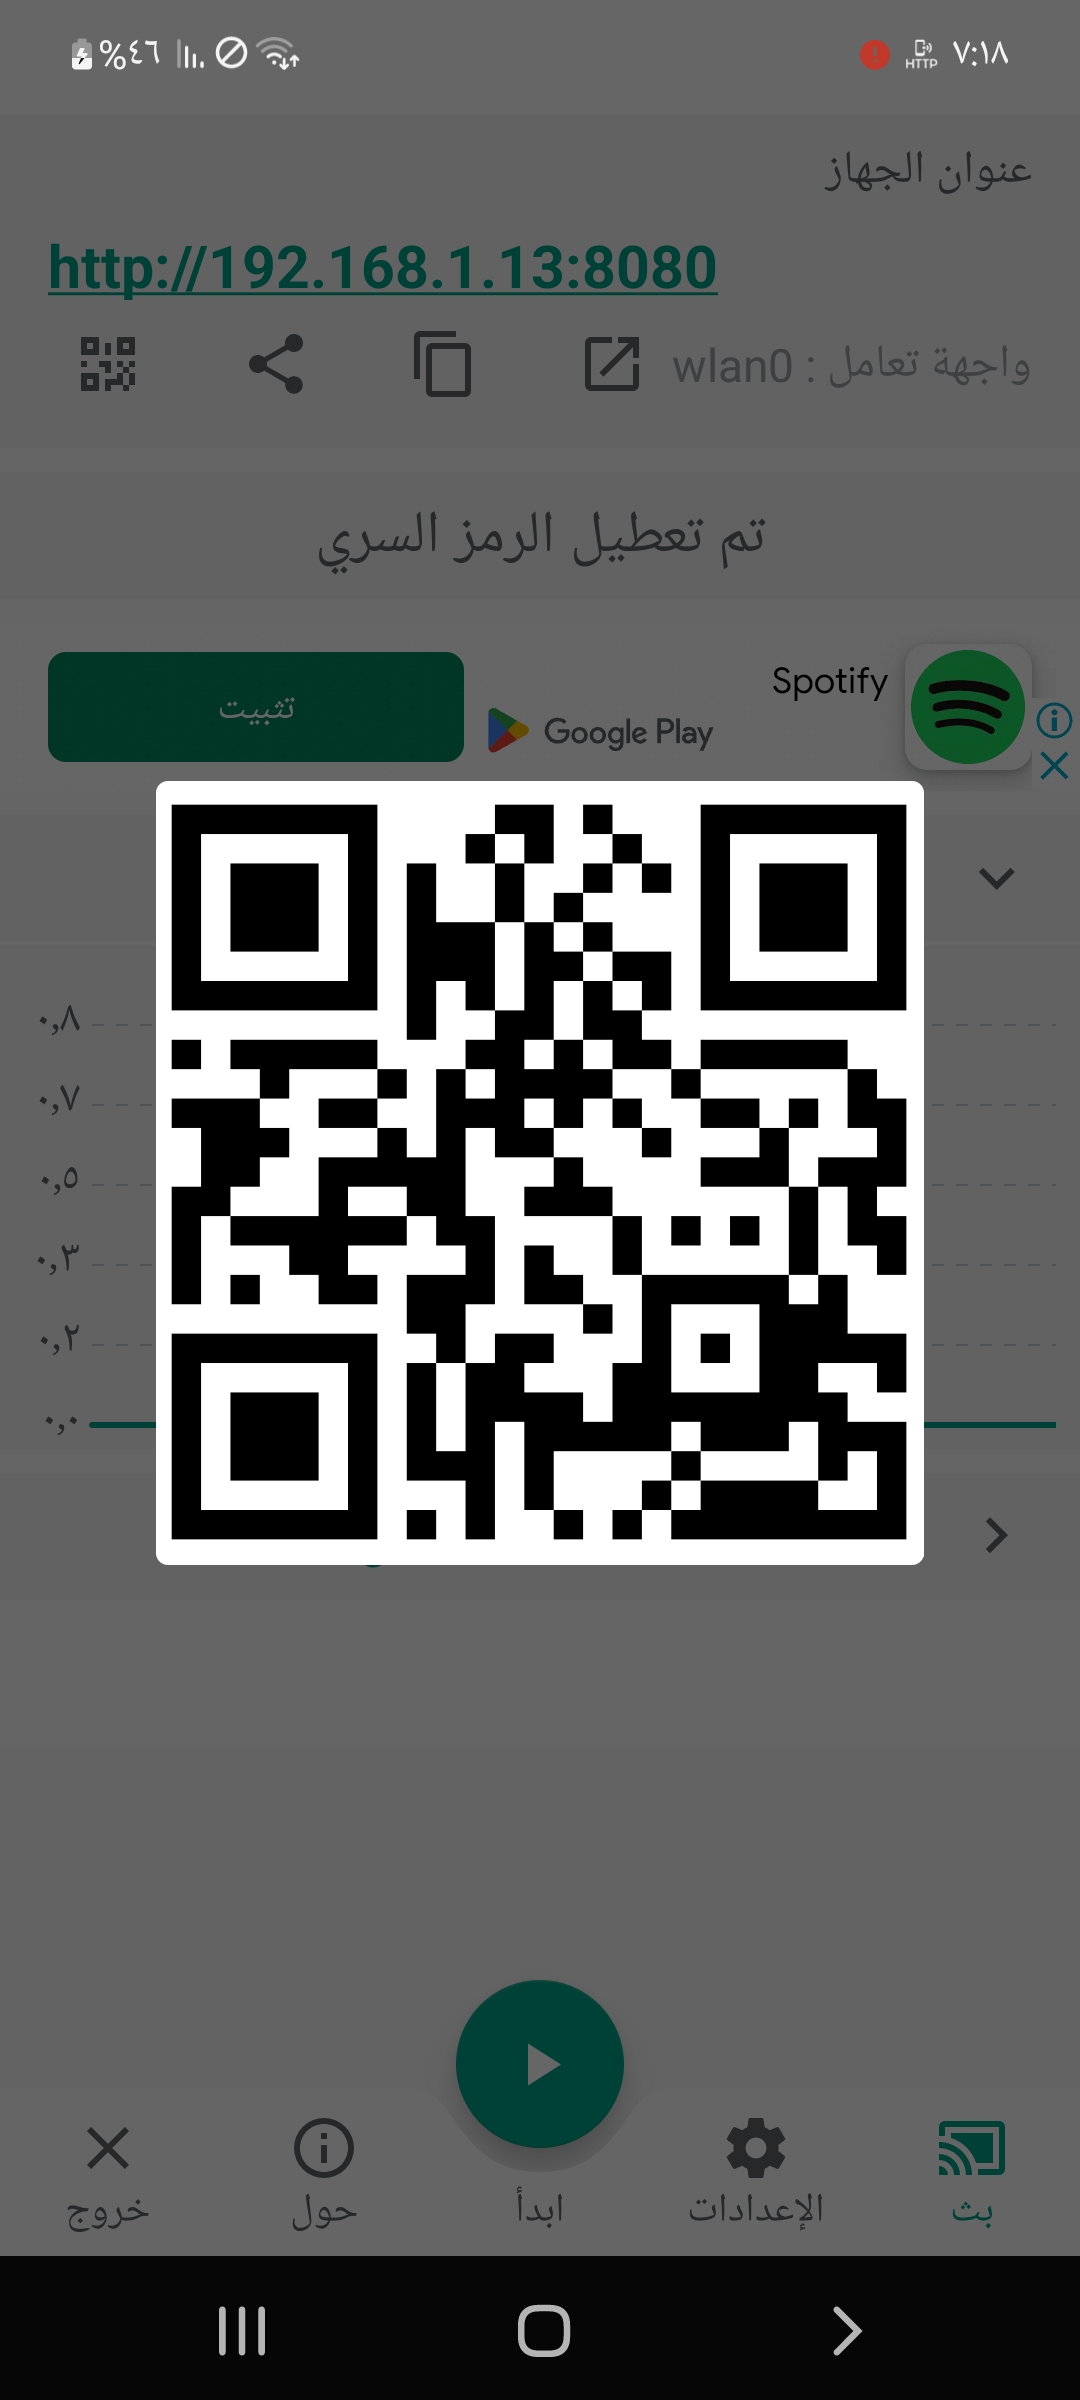 ٪٤٦
HTTP
٧:١٨
عنوان الجهاز
http://192.168.1.13:8080
واجهة تعامل : wlan0
تم تعطيل الرمز السري
Spotify
Google Play
تثبيت
٠,٨
٠,٧
٠,٥
٠,٣
٠,٢
٠,٠
بث
الإعدادات
ابدأ
حول
خروج